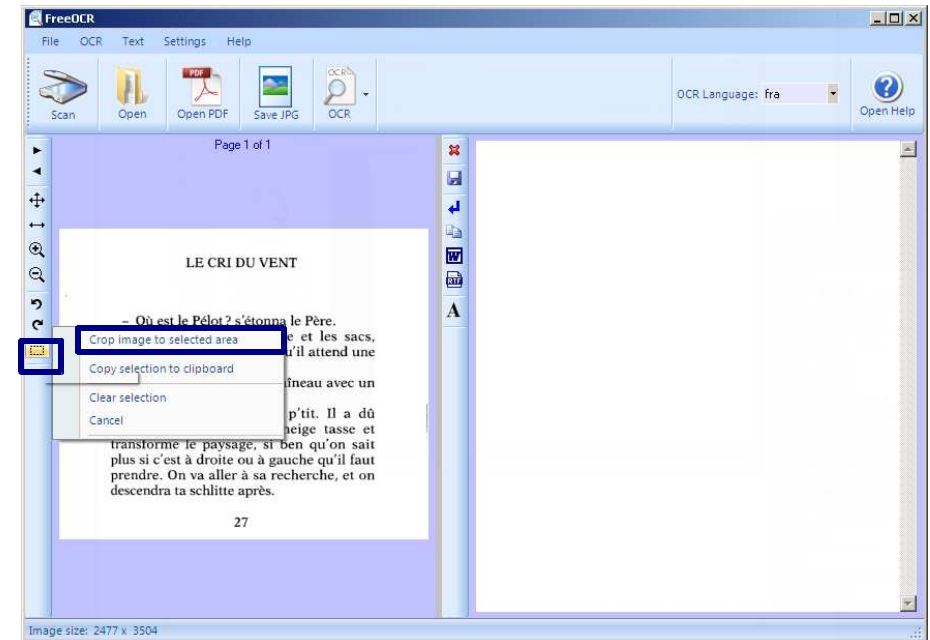 FreeOCR
File OCR Text Settings Help
Scan Open PDF Open PDF Save JPG OCR OCR
OCR Language: fra Open Help
Page 1 of 1
W
RTF
A
LE CRI DU VENT
– Où est le Pélot ? s'étonna le Père.
Crop image to selected area
e et les sacs,
u'il attend une
Copy selection to clipboard
îneau avec un
Clear selection
p'tit. Il a dû
Cancel
neige tasse et
transforme le paysage, si ben qu'on sait
plus si c'est à droite ou à gauche qu'il faut
prendre. On va aller à sa recherche, et on
descendra ta schlitte après.
27
Image size: 2477 x 3504